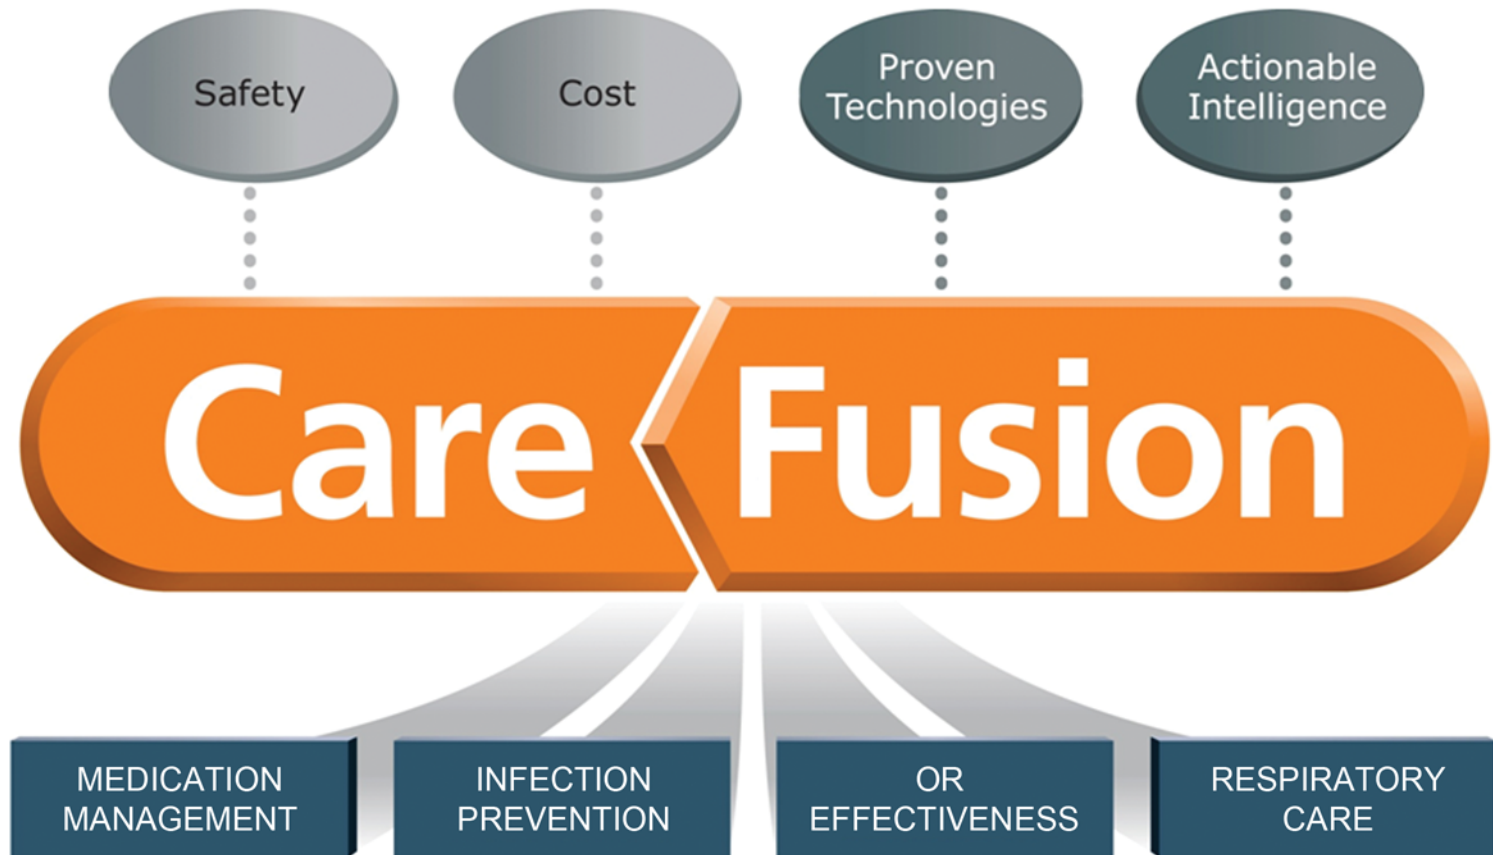 Safety
Cost
Proven
Technologies
Actionable
Intelligence
Care Fusion
MEDICATION
MANAGEMENT
INFECTION
PREVENTION
OR
EFFECTIVENESS
RESPIRATORY
CARE